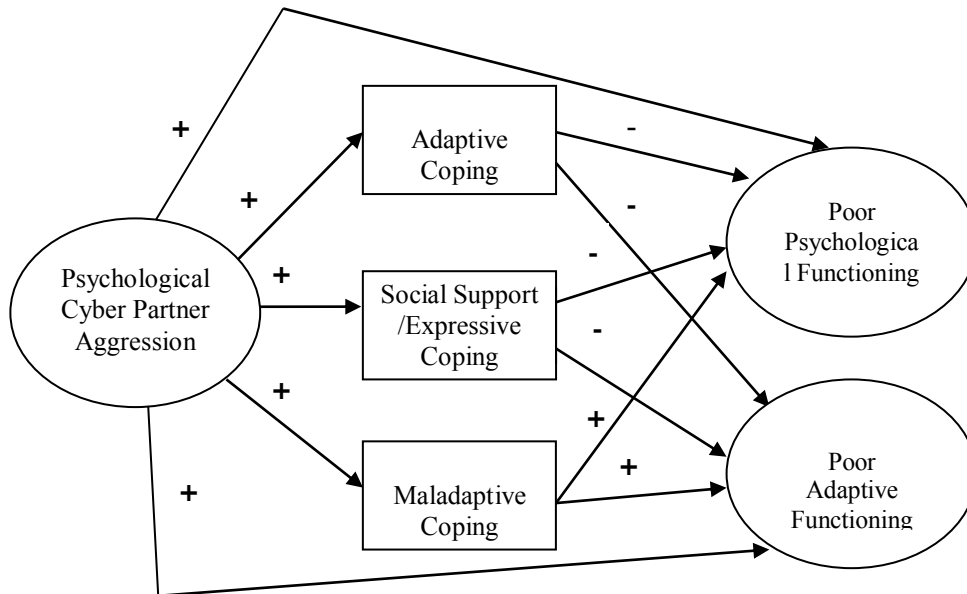 +
-
Adaptive
Coping
+
-
Poor
Psychologica
l Functioning
Psychological
Cyber Partner
Aggression
+
-
Social Support
/Expressive
Coping
-
+
+
+
Maladaptive
Coping
+
Poor
Adaptive
Functioning